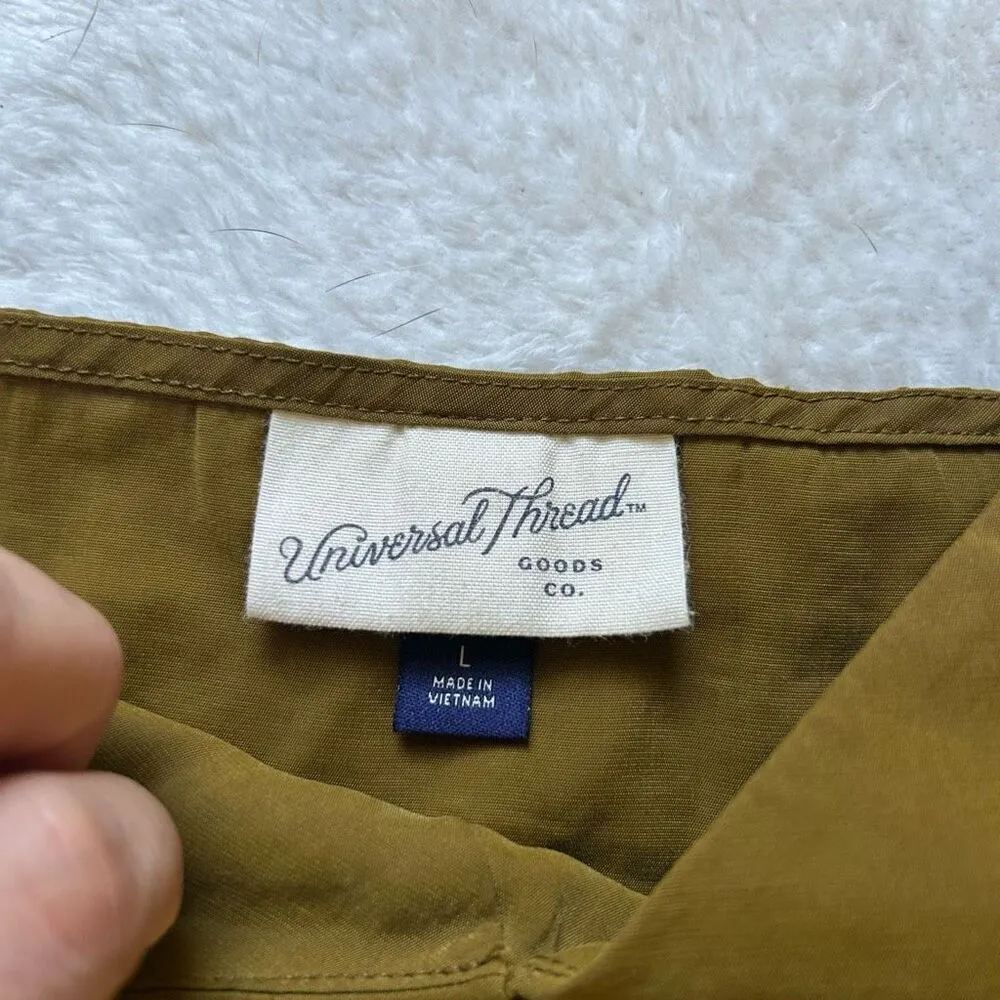 Universal Thread™
GOODS
CO.
L
MADE IN
VIETNAM